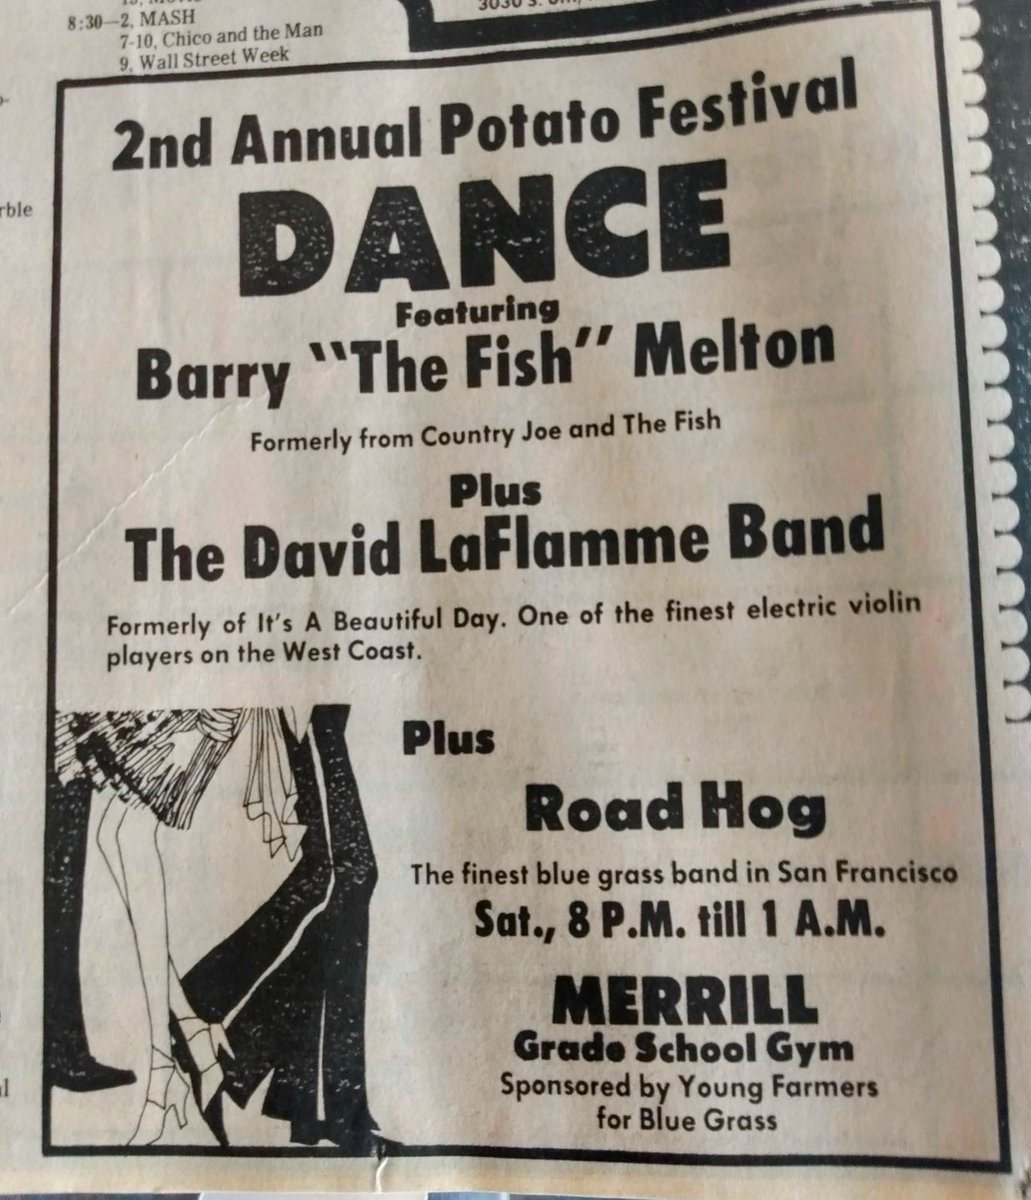 8:30—2, MASH
7-10, Chico and the Man
9, Wall Street Week
rble
2nd Annual Potato Festival
DANCE
Featuring
Barry "The Fish" Melton
Formerly from Country Joe and The Fish
Plus
The David LaFlamme Band
Formerly of It's A Beautiful Day. One of the finest electric violin
players on the West Coast.
Plus
Road Hog
The finest blue grass band in San Francisco
Sat., 8 P.M. till 1 A.M.
MERRILL
Grade School Gym
Sponsored by Young Farmers
for Blue Grass